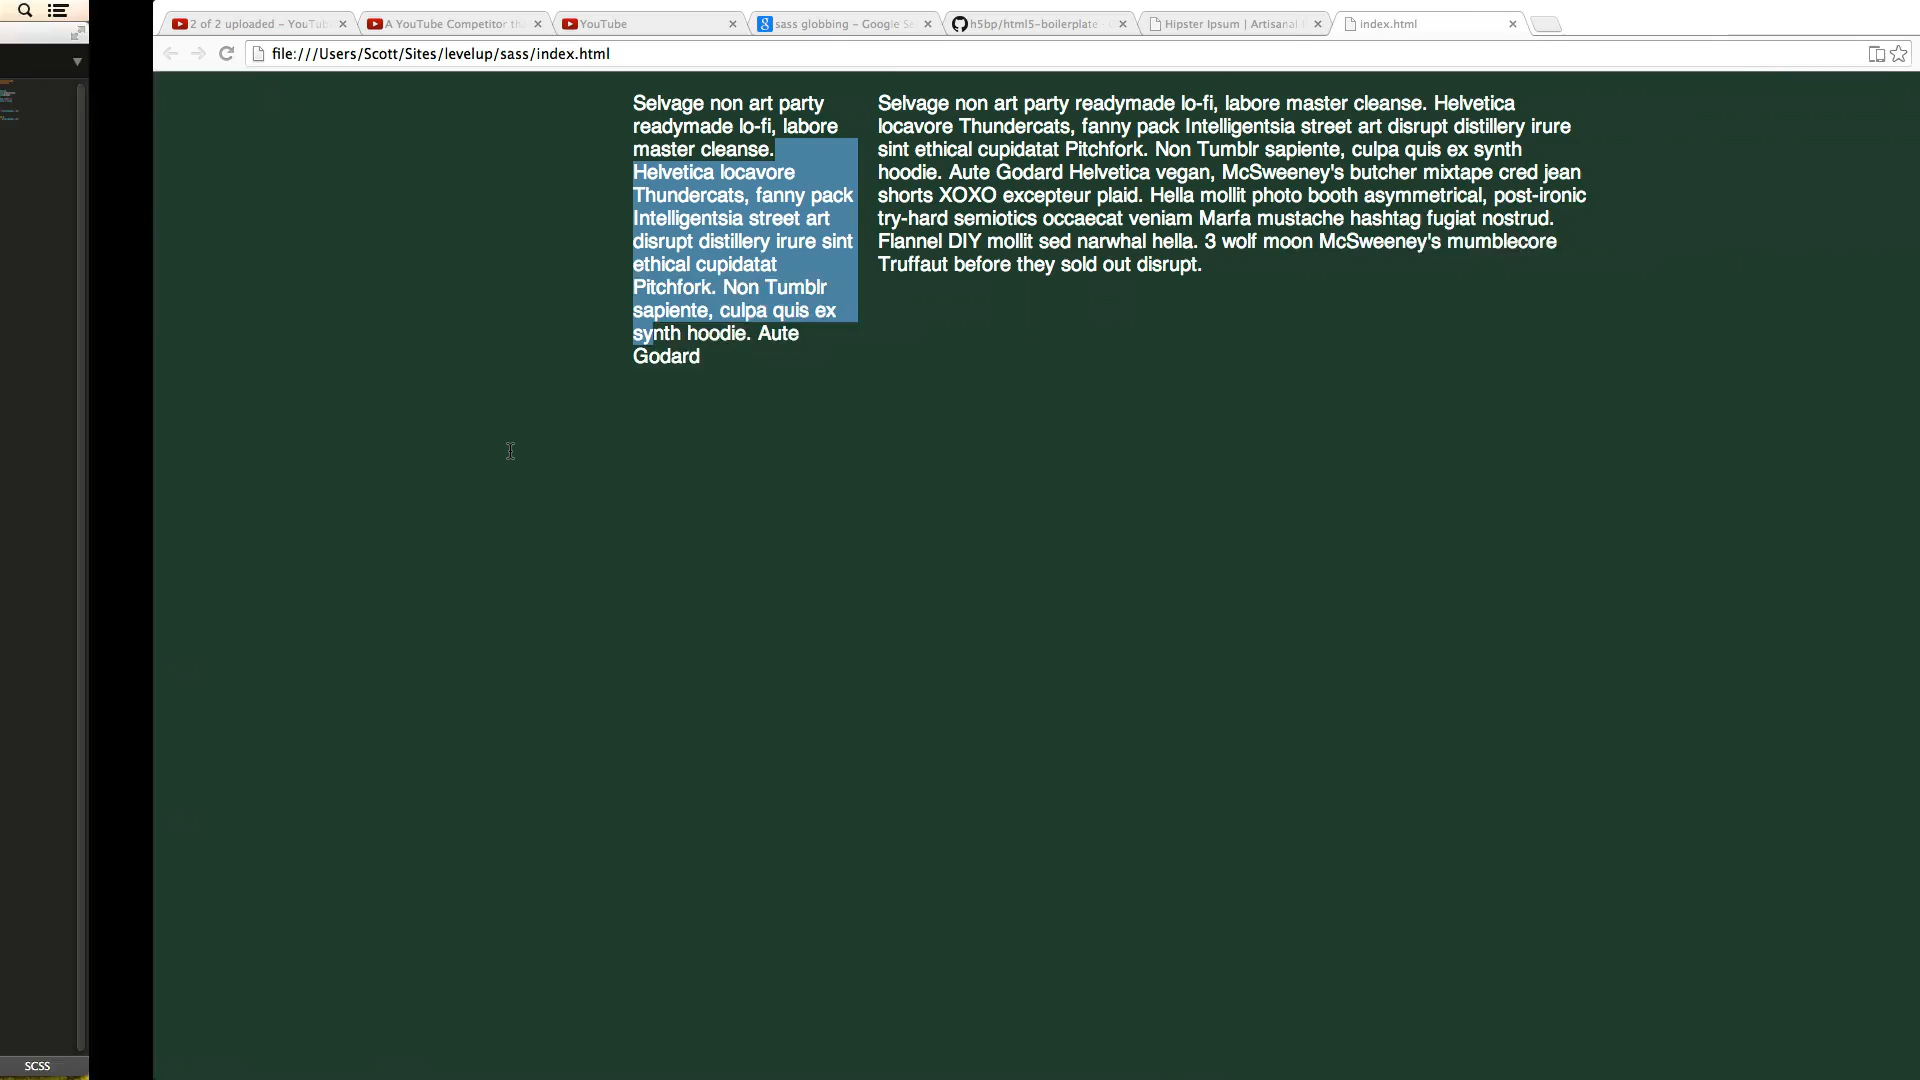 2 of 2 uploaded - YouTub
A YouTube Competitor th
YouTube
sass globbing - Google Se
h5bp/html5-boilerplate · G
Hipster Ipsum | Artisanal
index.html
file:///Users/Scott/Sites/levelup/sass/index.html
Selvage non art party
readymade lo-fi, labore
master cleanse.
Helvetica locavore
Thundercats, fanny pack
Intelligentsia street art
disrupt distillery irure sint
ethical cupidatat
Pitchfork. Non Tumblr
sapiente, culpa quis ex
synth hoodie. Aute
Godard
Selvage non art party readymade lo-fi, labore master cleanse. Helvetica
locavore Thundercats, fanny pack Intelligentsia street art disrupt distillery irure
sint ethical cupidatat Pitchfork. Non Tumblr sapiente, culpa quis ex synth
hoodie. Aute Godard Helvetica vegan, McSweeney's butcher mixtape cred jean
shorts XOXO excepteur plaid. Hella mollit photo booth asymmetrical, post-ironic
try-hard semiotics occaecat veniam Marfa mustache hashtag fugiat nostrud.
Flannel DIY mollit sed narwhal hella. 3 wolf moon McSweeney's mumblecore
Truffaut before they sold out disrupt.
SCSS